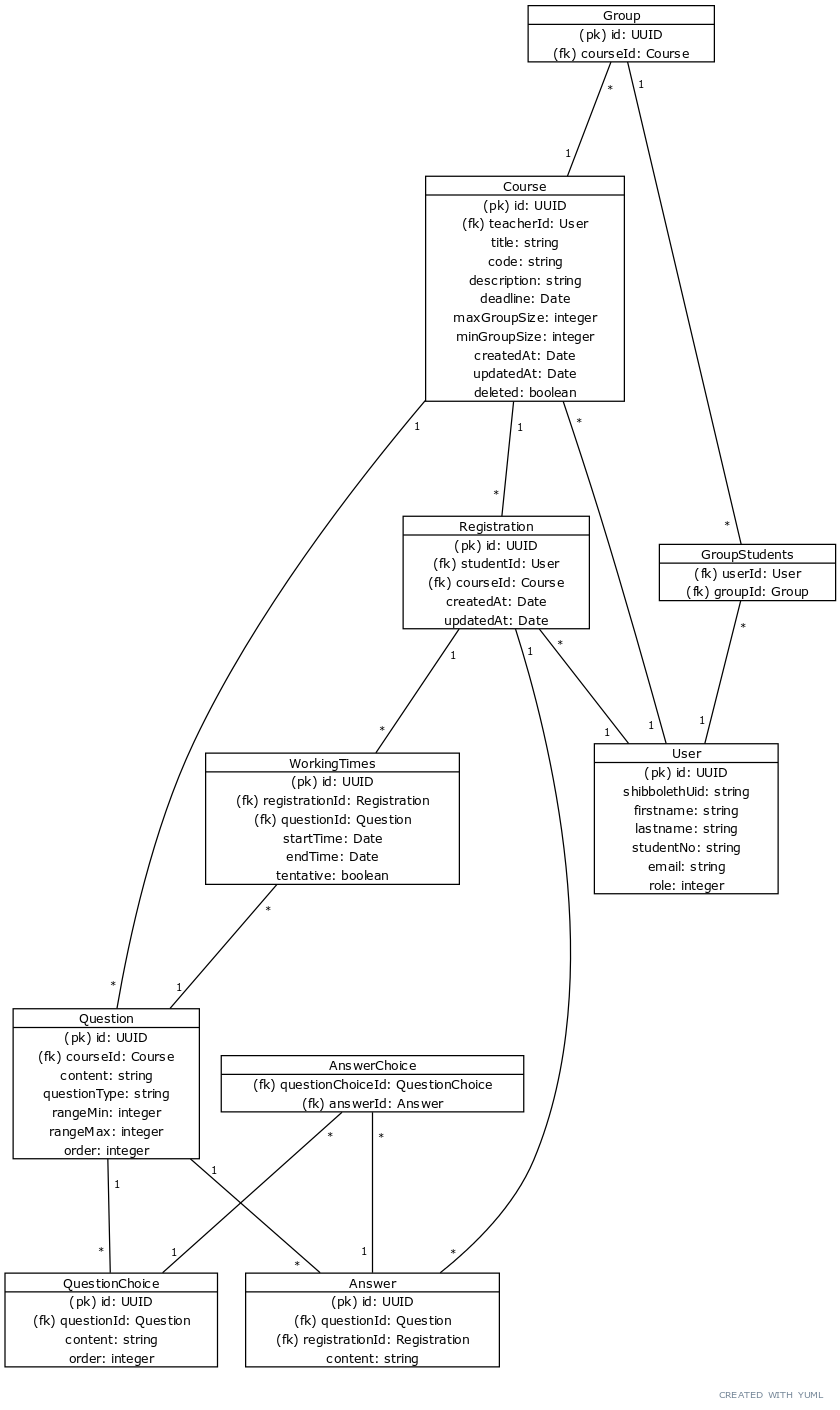 Group
(pk) id: UUID
(fk) courseId: Course
*
1
1
Course
(pk) id: UUID
(fk) teacherId: User
title: string
code: string
description: string
deadline: Date
maxGroupSize: integer
minGroupSize: integer
createdAt: Date
updatedAt: Date
deleted: boolean
1
1
*
*
*
Registration
(pk) id: UUID
(fk) studentId: User
(fk) courseId: Course
createdAt: Date
updatedAt: Date
GroupStudents
(fk) userId: User
(fk) groupId: Group
1
1
*
*
*
1
1
1
WorkingTimes
(pk) id: UUID
(fk) registrationId: Registration
(fk) questionId: Question
startTime: Date
endTime: Date
tentative: boolean
User
(pk) id: UUID
shibbolethUid: string
firstname: string
lastname: string
studentNo: string
email: string
role: integer
*
*
1
Question
(pk) id: UUID
(fk) courseId: Course
content: string
questionType: string
rangeMin: integer
rangeMax: integer
order: integer
AnswerChoice
(fk) questionChoiceId: QuestionChoice
(fk) answerId: Answer
*
*
1
1
*
1
*
1
*
QuestionChoice
(pk) id: UUID
(fk) questionId: Question
content: string
order: integer
Answer
(pk) id: UUID
(fk) questionId: Question
(fk) registrationId: Registration
content: string
CREATED WITH YUML